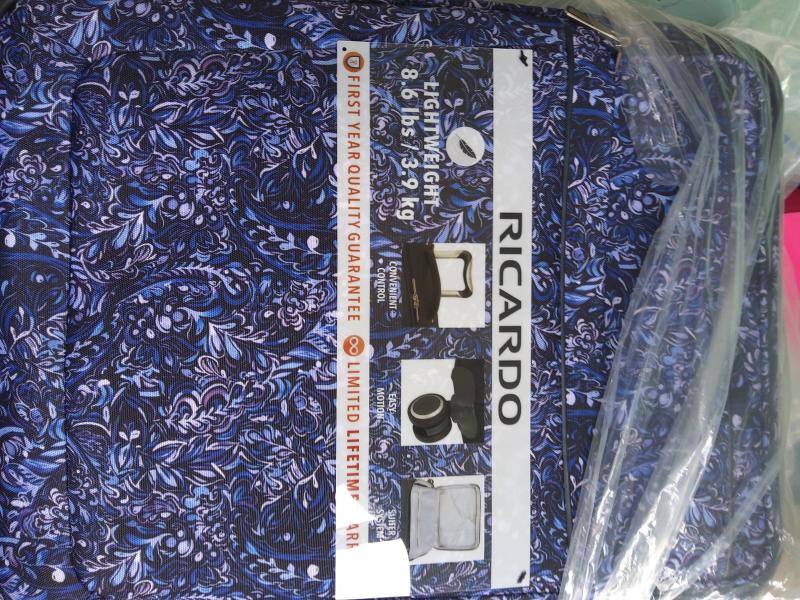 RICARDO
LIGHTWEIGHT
8.6 lbs / 3.9 kg
CONVENIENT
CONTROL
EASY
MOTION
FIRST YEAR QUALITY GUARANTEE
LIMITED LIFETIME